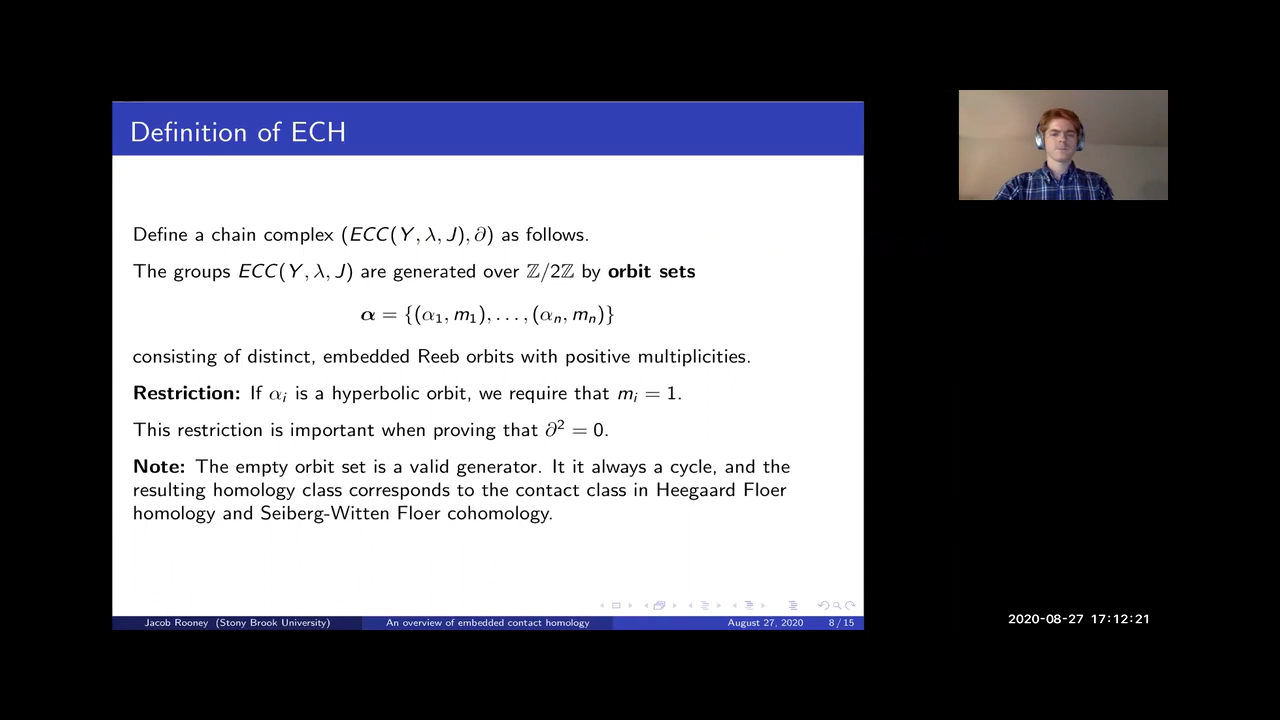 Definition of ECH
Define a chain complex (ECC(Y, λ, J), ∂) as follows.
The groups ECC(Y, λ, J) are generated over ℤ/2ℤ by orbit sets
α = {(α₁, m₁), . . . , (αₙ, mₙ)}
consisting of distinct, embedded Reeb orbits with positive multiplicities.
Restriction: If αᵢ is a hyperbolic orbit, we require that mᵢ = 1.
This restriction is important when proving that ∂² = 0.
Note: The empty orbit set is a valid generator. It it always a cycle, and the
resulting homology class corresponds to the contact class in Heegaard Floer
homology and Seiberg-Witten Floer cohomology.
Jacob Rooney (Stony Brook University) An overview of embedded contact homology August 27, 2020 8 / 15
2020-08-27 17:12:21